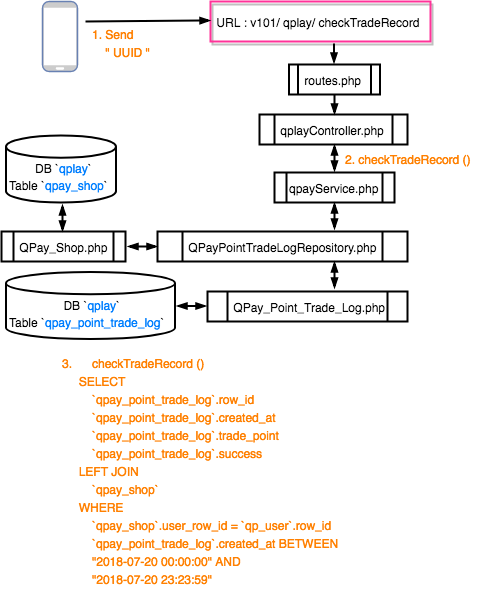 1. Send
" UUID "
URL : v101/ qplay/ checkTradeRecord
routes.php
qplayController.php
2. checkTradeRecord ()
qpayService.php
DB `qplay`
Table `qpay_shop`
QPay_Shop.php
QPayPointTradeLogRepository.php
DB `qplay`
Table `qpay_point_trade_log`
QPay_Point_Trade_Log.php
3. checkTradeRecord ()
SELECT
`qpay_point_trade_log`.row_id
`qpay_point_trade_log`.created_at
`qpay_point_trade_log`.trade_point
`qpay_point_trade_log`.success
LEFT JOIN
`qpay_shop`
WHERE
`qpay_shop`.user_row_id = `qp_user`.row_id
`qpay_point_trade_log`.created_at BETWEEN
"2018-07-20 00:00:00" AND
"2018-07-20 23:23:59"